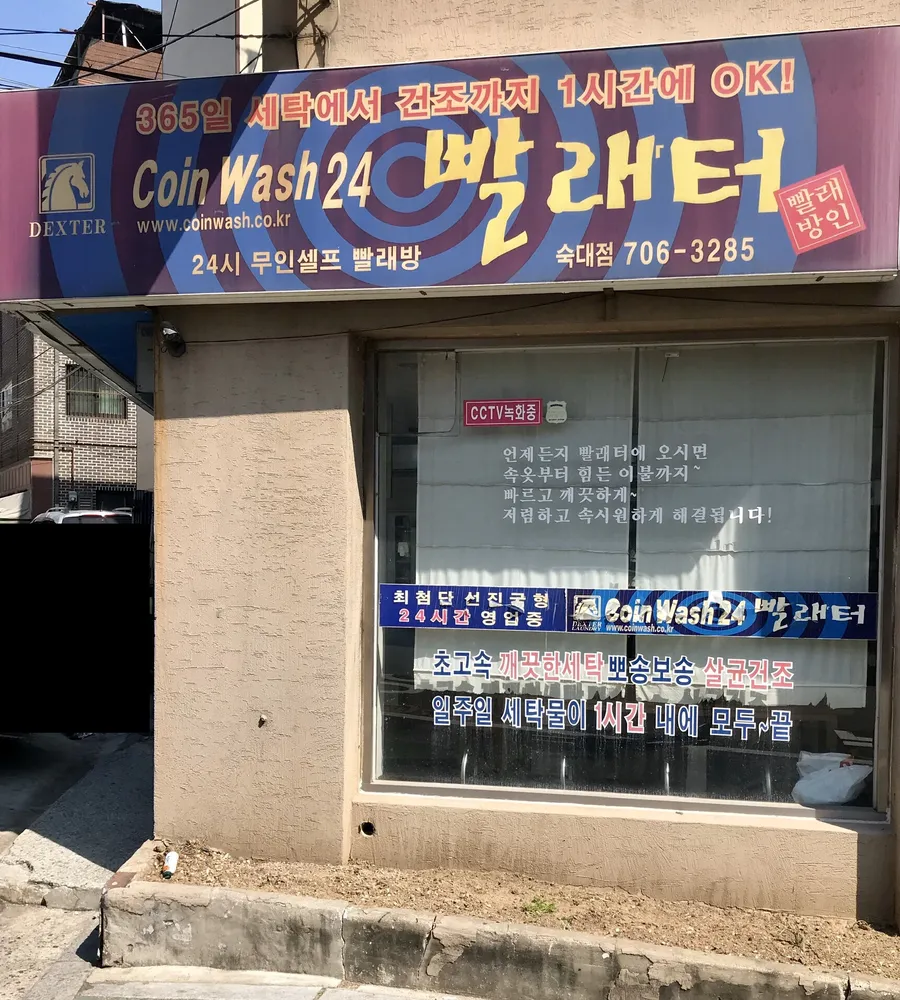 365일 세탁에서 건조까지 1시간에 OK!
Coin Wash 24 빨래터
DEXTER
www.coinwash.co.kr
빨래
방인
24시 무인셀프 빨래방
숙대점 706-3285
CCTV녹화중
언제든지 빨래터에 오시면
속옷부터 힘든 이불까지~
빠르고 깨끗하게~
저렴하고 속시원하게 해결됩니다!
최첨단 선진국형
24시간 영업중
DEXTER
LAUNDRY
Coin Wash 24 빨래터
www.coinwash.co.kr
초고속 깨끗한세탁 뽀송보송 살균건조
일주일 세탁물이 1시간 내에 모두~끝